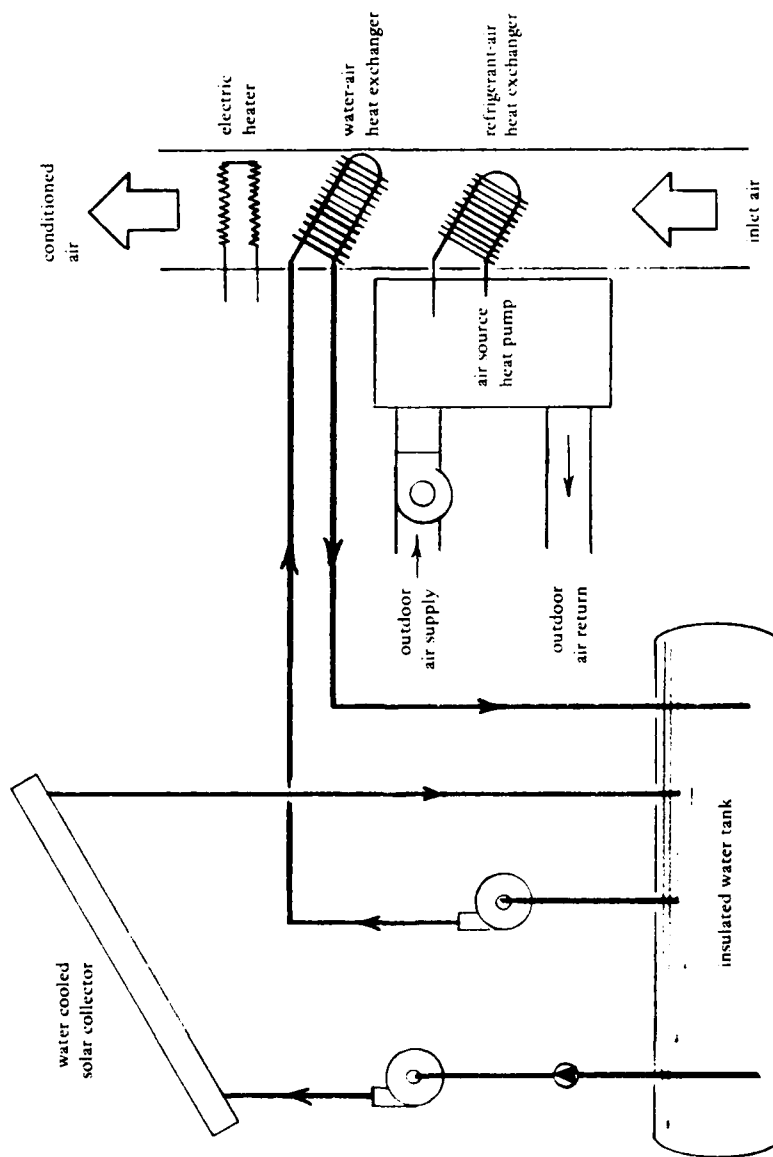 conditioned
air
electric
heater
water-air
heat exchanger
refrigerant-air
heat exchanger
inlet air
air source
heat pump
outdoor
air supply
outdoor
air return
water cooled
solar collector
insulated water tank